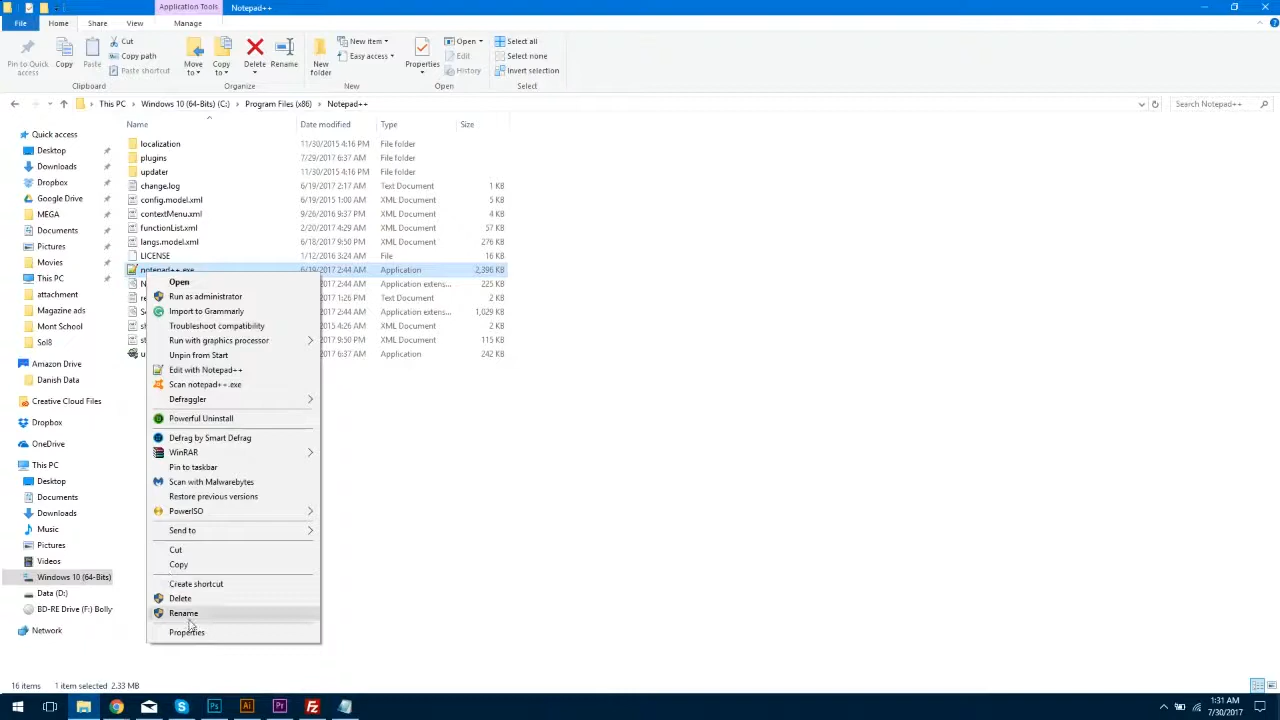 Application Tools
Notepad++
File
Home
Share
View
Manage
Pin to Quick access
Copy
Paste
Cut
Copy path
Paste shortcut
Clipboard
Move to
Copy to
Delete
Rename
Organize
New folder
New item
Easy access
New
Properties
Open
Edit
History
Open
Select all
Select none
Invert selection
Select
This PC > Windows 10 (64-Bits) (C:) > Program Files (x86) > Notepad++
Search Notepad++
Name Date modified Type Size
localization 11/30/2015 4:16 PM File folder
plugins 7/29/2017 6:37 AM File folder
updater 11/30/2015 4:16 PM File folder
change.log 6/19/2017 2:17 AM Text Document 1 KB
config.model.xml 6/19/2015 1:00 AM XML Document 5 KB
contextMenu.xml 9/26/2016 9:37 PM XML Document 4 KB
functionList.xml 2/20/2017 4:29 AM XML Document 57 KB
langs.model.xml 6/18/2017 9:50 PM XML Document 276 KB
LICENSE 1/12/2016 3:24 AM File 16 KB
notepad++.exe 6/19/2017 2:44 AM Application 2,396 KB
2017 2:44 AM Application extens... 225 KB
2017 1:26 PM Text Document 2 KB
2017 2:44 AM Application extens... 1,029 KB
2015 4:26 AM XML Document 2 KB
2017 9:50 PM XML Document 115 KB
2017 6:37 AM Application 242 KB
Quick access
Desktop
Downloads
Dropbox
Google Drive
MEGA
Documents
Pictures
Movies
This PC
attachment
Magazine ads
Mont School
Sol8
Amazon Drive
Danish Data
Creative Cloud Files
Dropbox
OneDrive
This PC
Desktop
Documents
Downloads
Music
Pictures
Videos
Windows 10 (64-Bits)
Data (D:)
BD-RE Drive (F:) Bolly
Network
Open
Run as administrator
Import to Grammarly
Troubleshoot compatibility
Run with graphics processor
Unpin from Start
Edit with Notepad++
Scan notepad++.exe
Defraggler
Powerful Uninstall
Defrag by Smart Defrag
WinRAR
Pin to taskbar
Scan with Malwarebytes
Restore previous versions
PowerISO
Send to
Cut
Copy
Create shortcut
Delete
Rename
Properties
16 items 1 item selected 2.33 MB
Ps
Ai
Pr
Fz
1:31 AM
7/30/2017